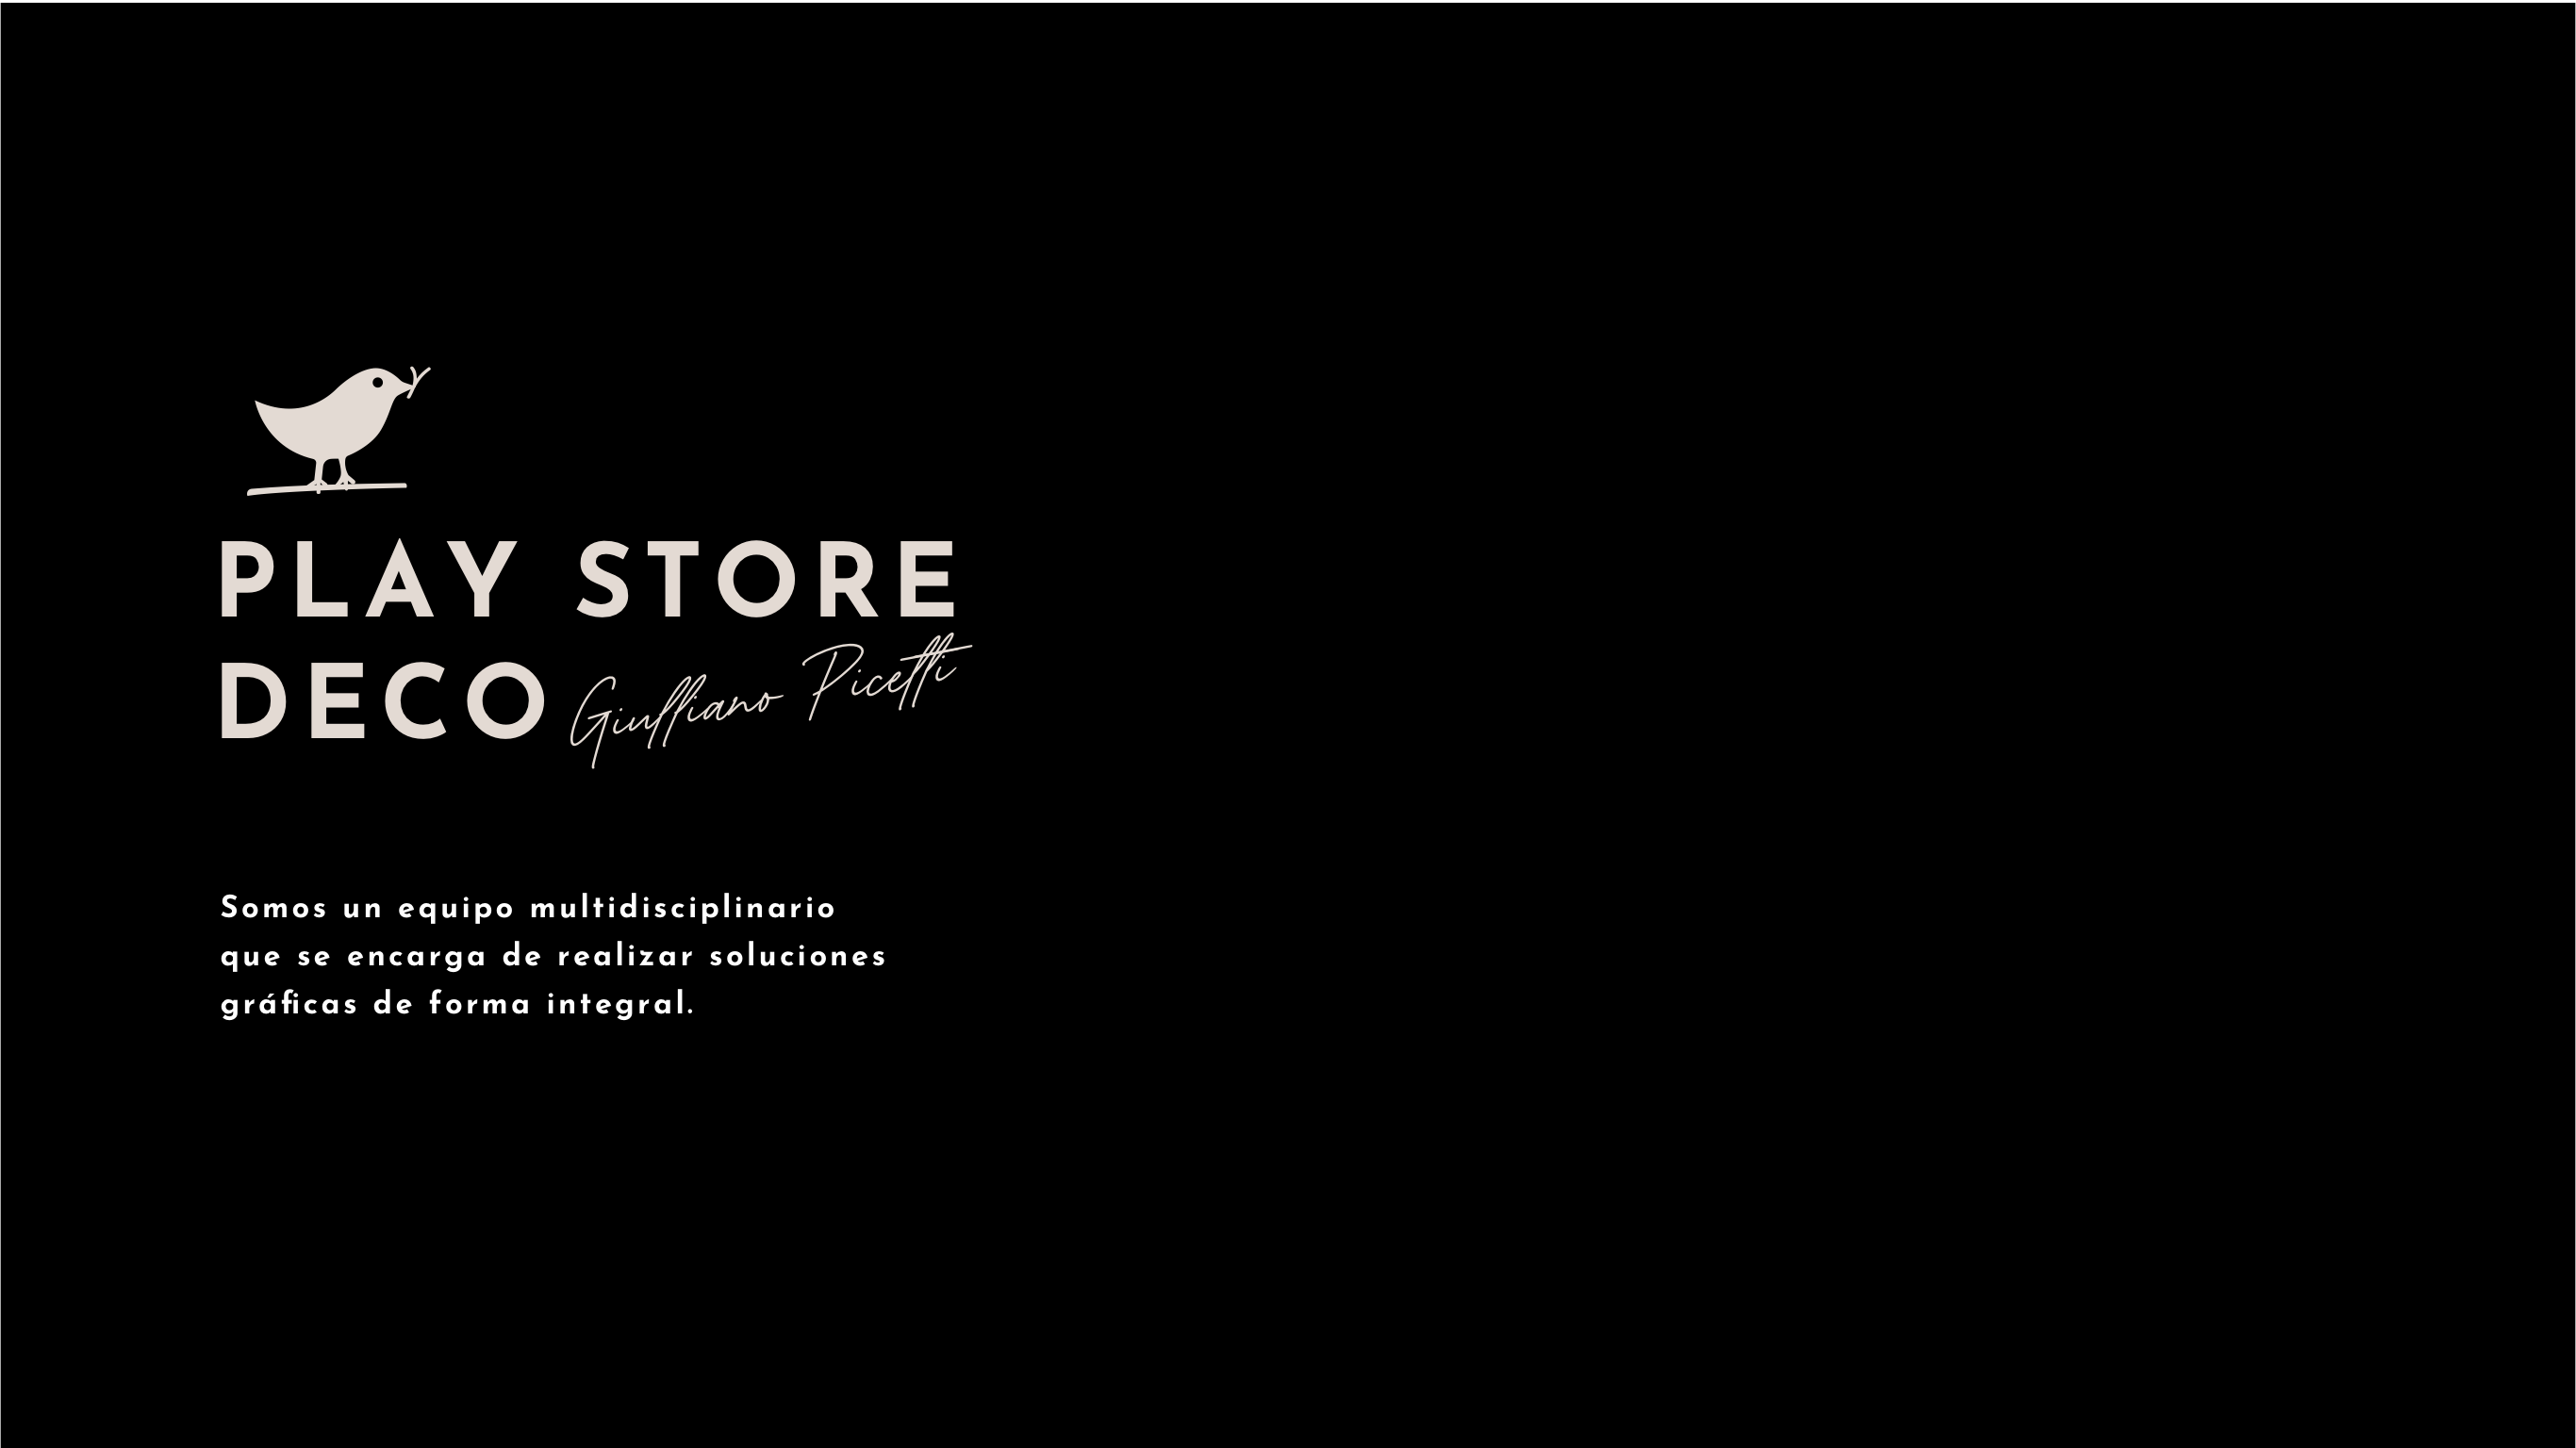 PLAY STORE
DECO Giulliano Picetti
Somos un equipo multidisciplinario
que se encarga de realizar soluciones
gráficas de forma integral.